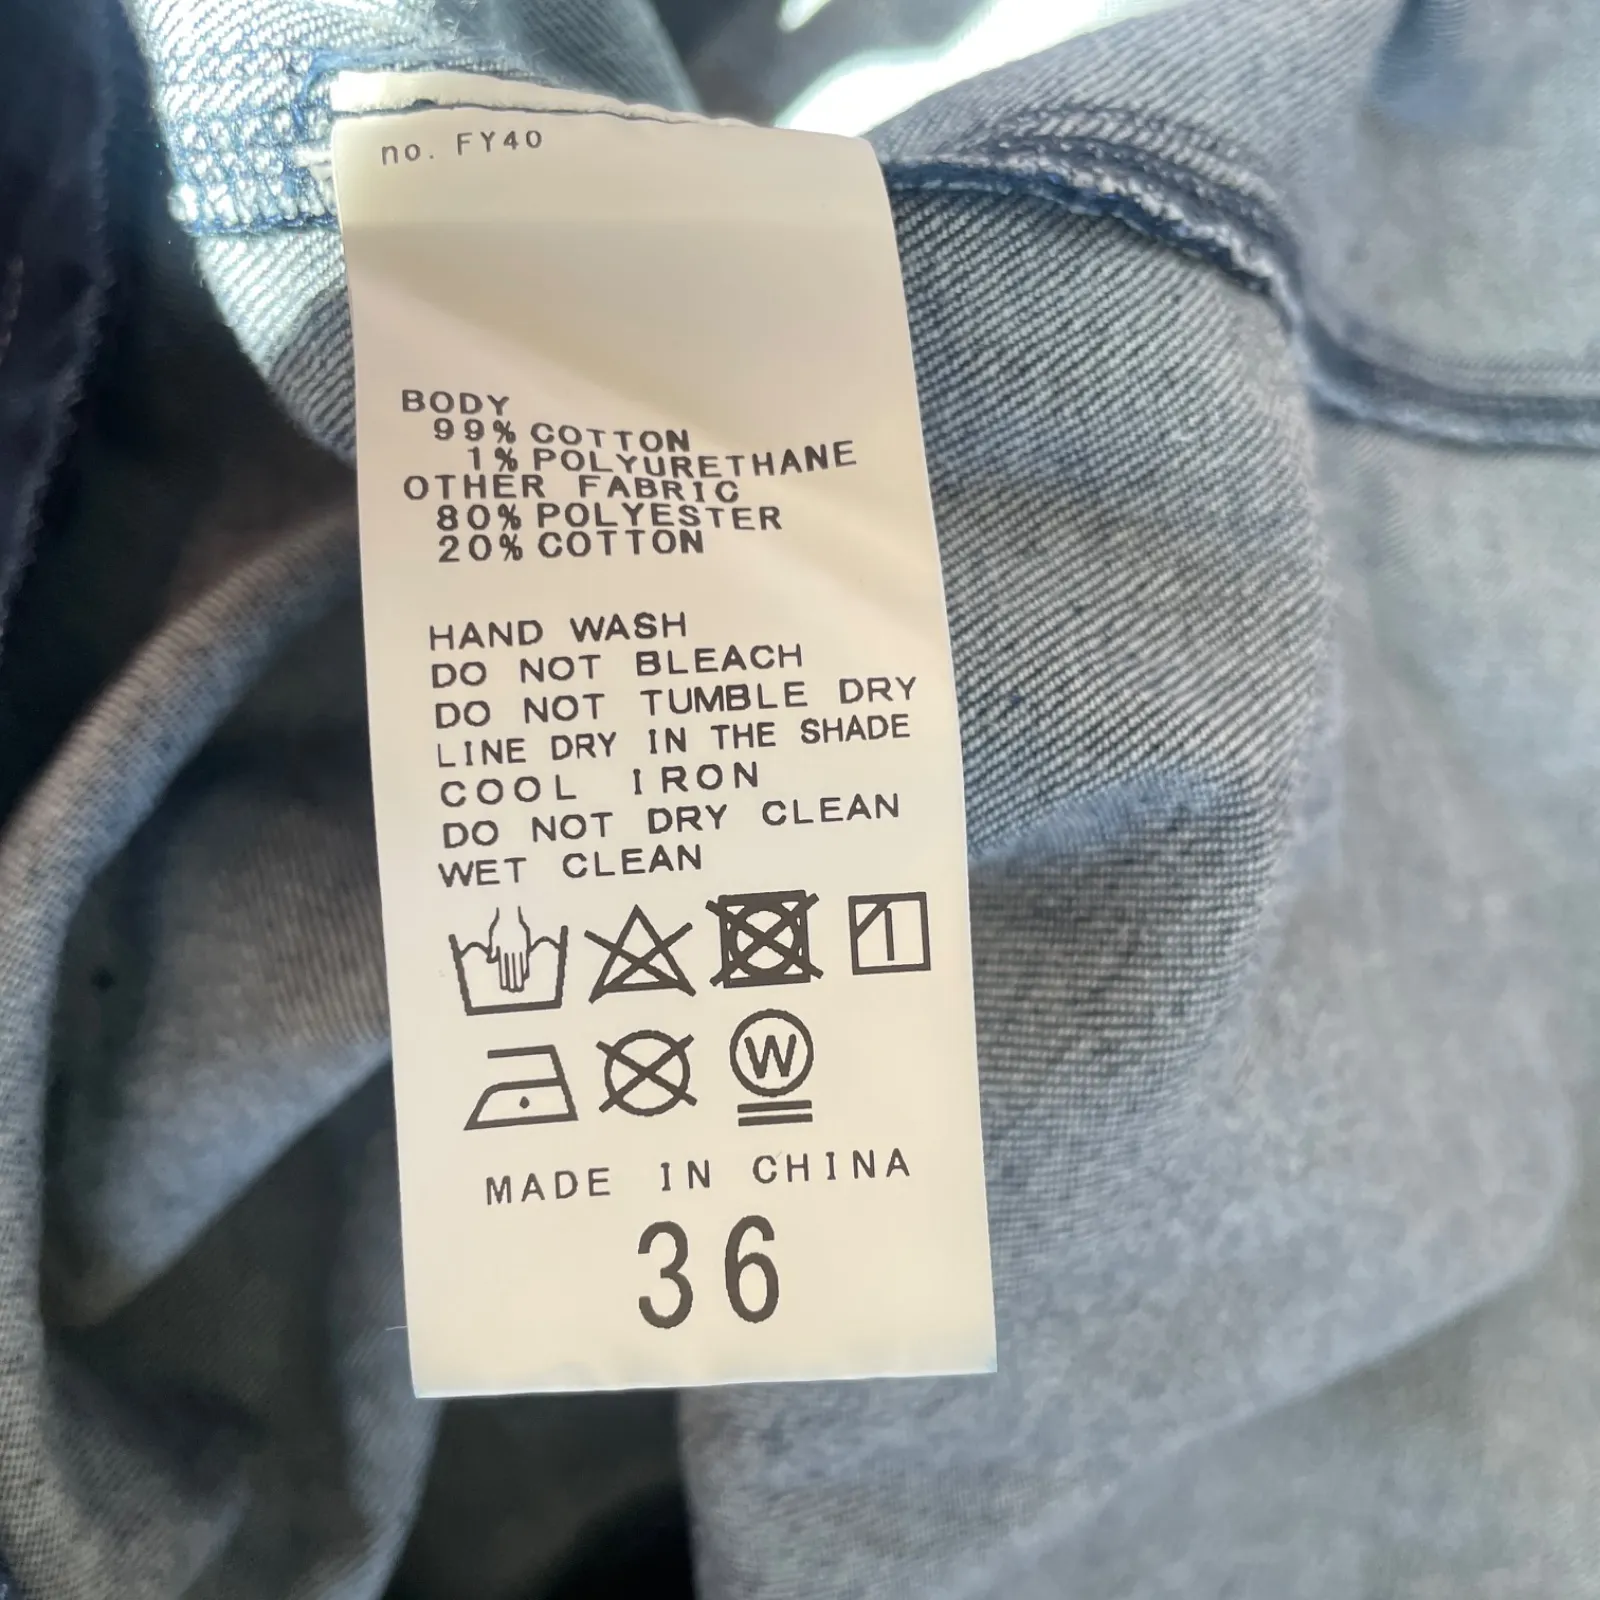 no. FY40
BODY
99% COTTON
1% POLYURETHANE
OTHER FABRIC
80% POLYESTER
20% COTTON
HAND WASH
DO NOT BLEACH
DO NOT TUMBLE DRY
LINE DRY IN THE SHADE
COOL IRON
DO NOT DRY CLEAN
WET CLEAN
W
MADE IN CHINA
36